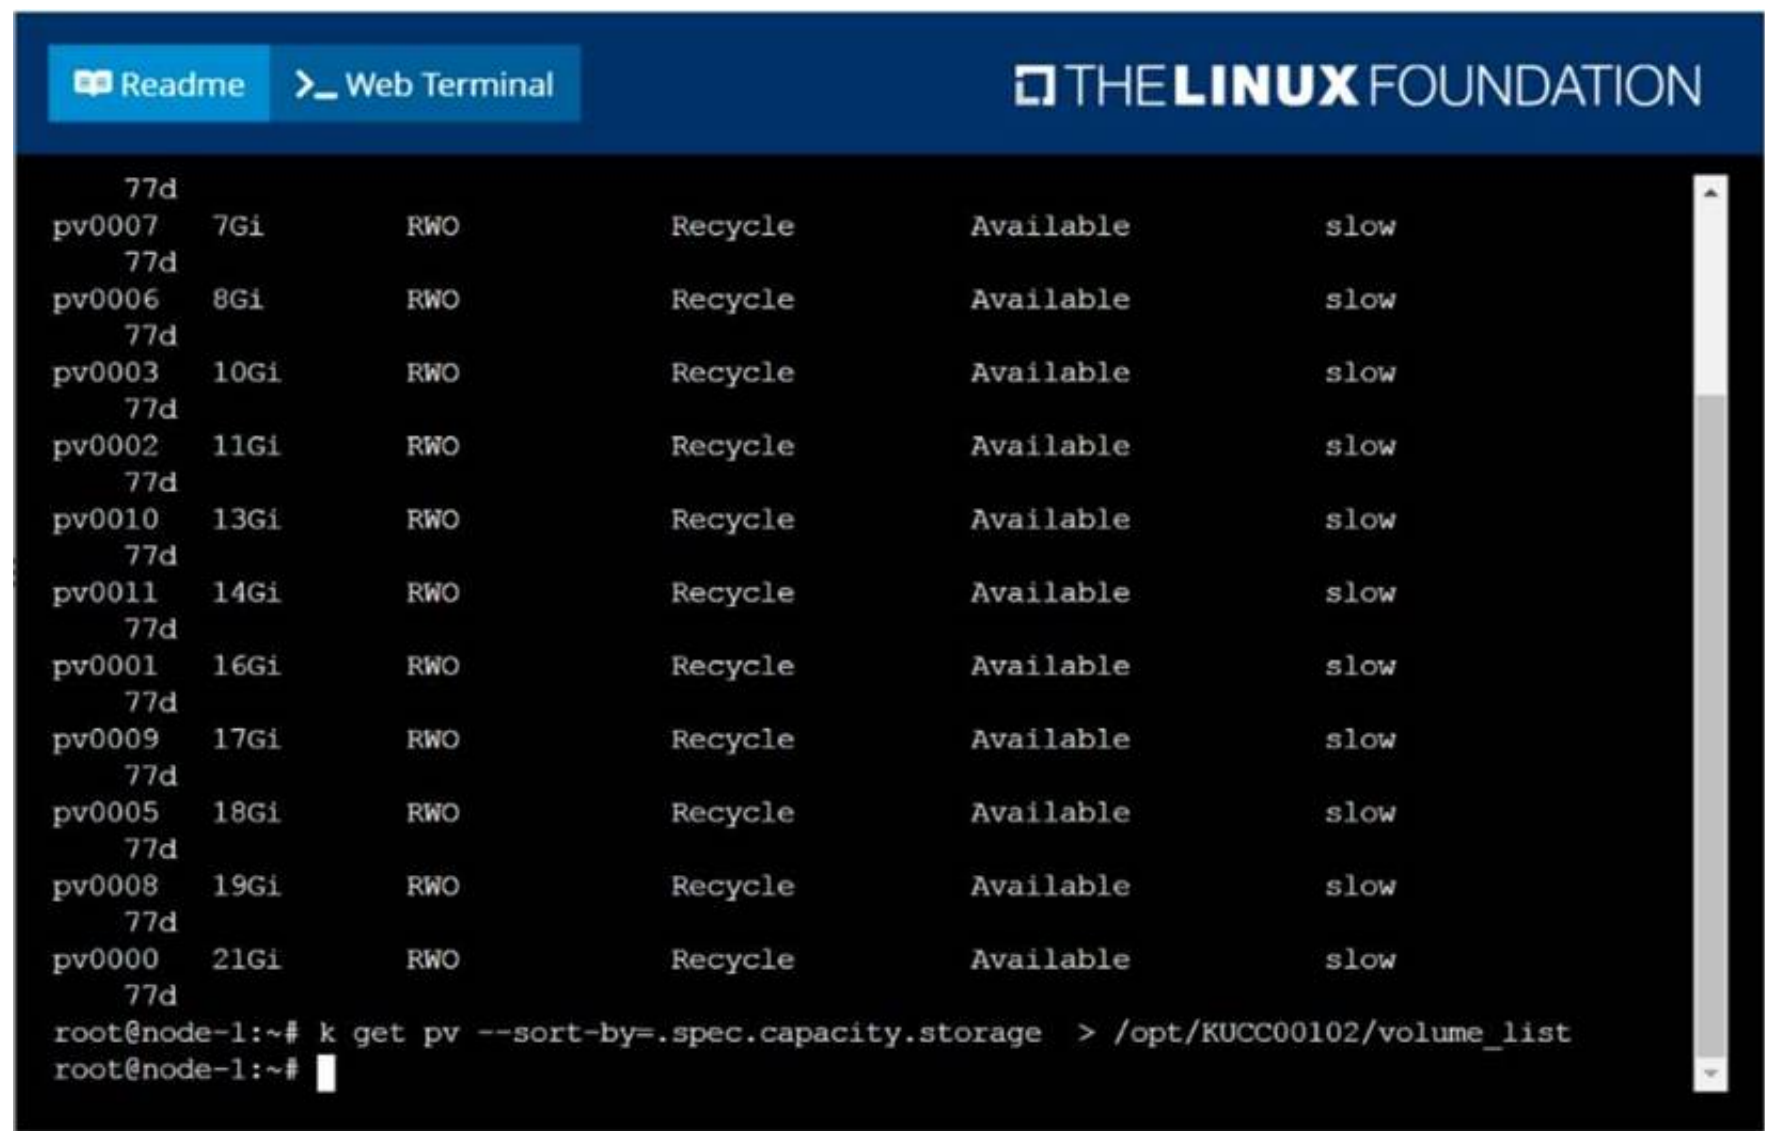 Readme >_ Web Terminal THE LINUX FOUNDATION
77d
pv0007 7Gi RWO Recycle Available slow
77d
pv0006 8Gi RWO Recycle Available slow
77d
pv0003 10Gi RWO Recycle Available slow
77d
pv0002 11Gi RWO Recycle Available slow
77d
pv0010 13Gi RWO Recycle Available slow
77d
pv0011 14Gi RWO Recycle Available slow
77d
pv0001 16Gi RWO Recycle Available slow
77d
pv0009 17Gi RWO Recycle Available slow
77d
pv0005 18Gi RWO Recycle Available slow
77d
pv0008 19Gi RWO Recycle Available slow
77d
pv0000 21Gi RWO Recycle Available slow
77d
root@node-1:~# k get pv --sort-by=.spec.capacity.storage > /opt/KUCC00102/volume_list
root@node-1:~#